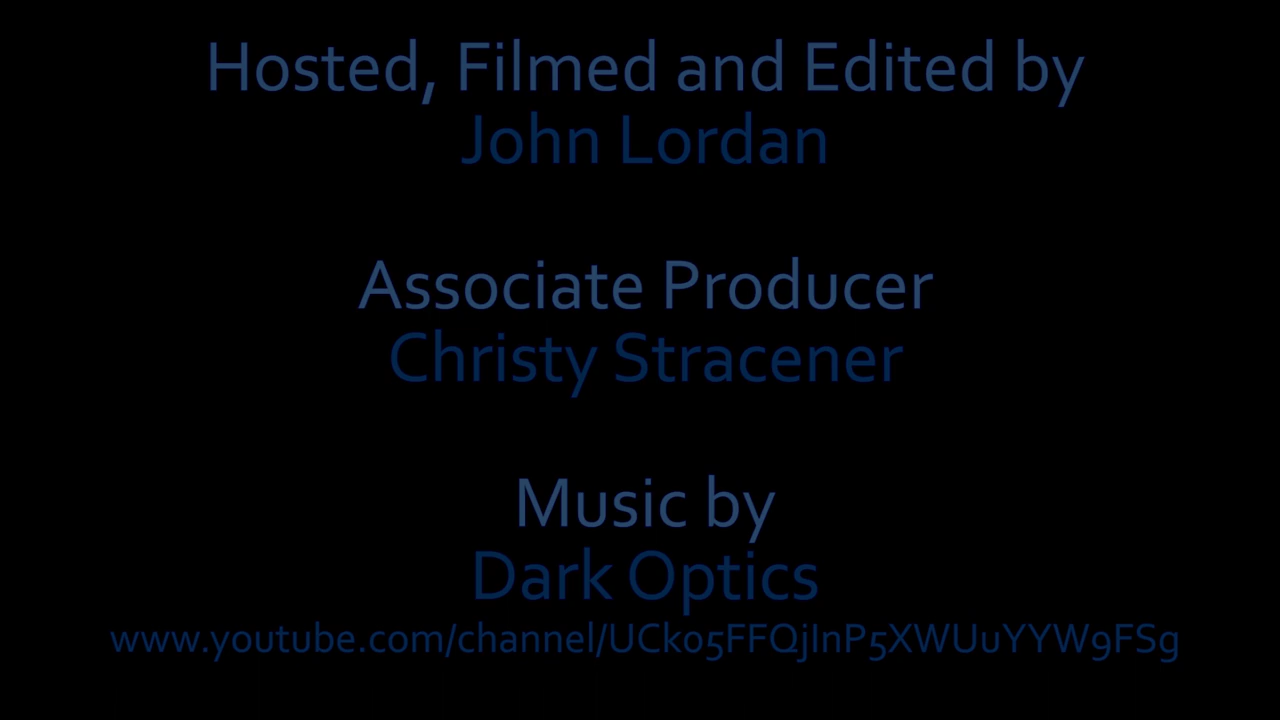 Hosted, Filmed and Edited by
John Lordan
Associate Producer
Christy Stracener
Music by
Dark Optics
www.youtube.com/channel/UCko5FFQjInP5XWUuYYW9FSg